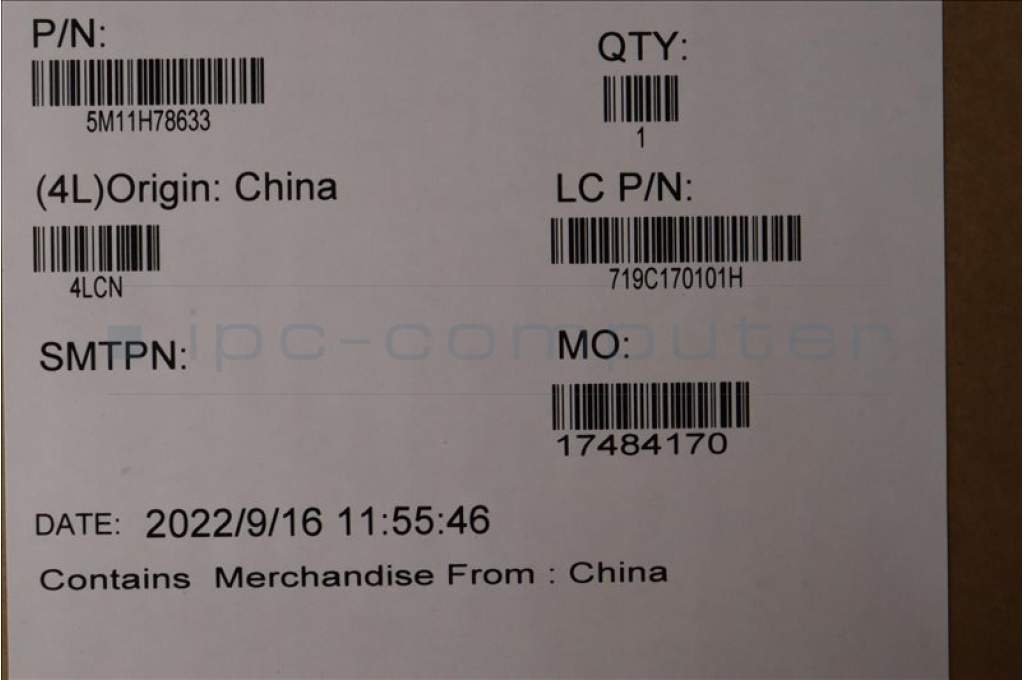 P/N:
5M11H78633
QTY:
1
(4L)Origin: China
4LCN
LC P/N:
719C170101H
ipc-computer
SMTPN:
MO:
17484170
DATE: 2022/9/16 11:55:46
Contains Merchandise From : China